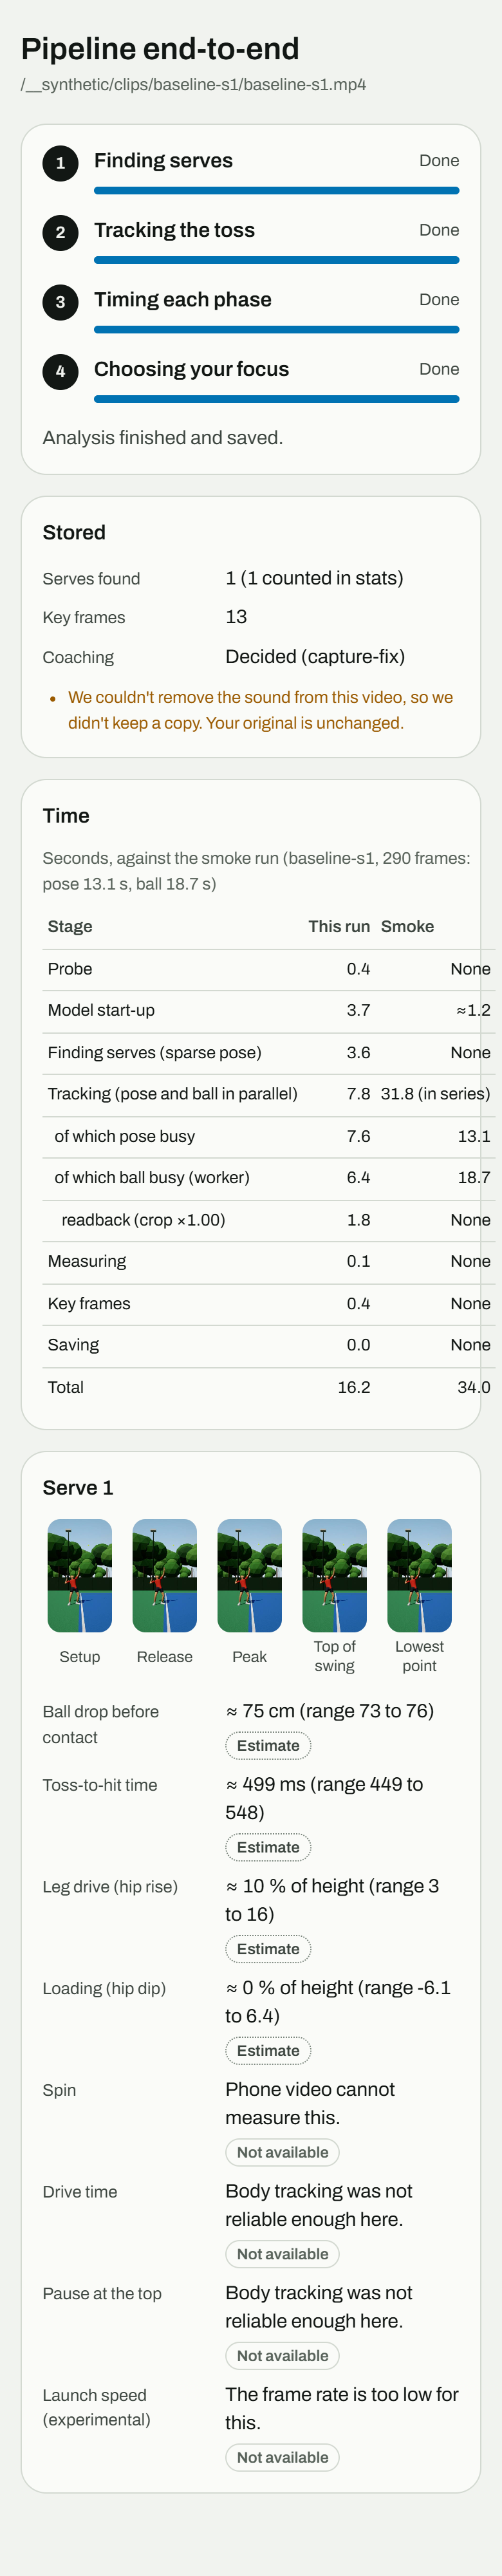 Pipeline end-to-end
/__synthetic/clips/baseline-s1/baseline-s1.mp4
1 Finding serves Done
2 Tracking the toss Done
3 Timing each phase Done
4 Choosing your focus Done
Analysis finished and saved.
Stored
Serves found 1 (1 counted in stats)
Key frames 13
Coaching Decided (capture-fix)
• We couldn't remove the sound from this video, so we
didn't keep a copy. Your original is unchanged.
Time
Seconds, against the smoke run (baseline-s1, 290 frames:
pose 13.1 s, ball 18.7 s)
Stage This run Smoke
Probe 0.4 None
Model start-up 3.7 ≈1.2
Finding serves (sparse pose) 3.6 None
Tracking (pose and ball in parallel) 7.8 31.8 (in series)
of which pose busy 7.6 13.1
of which ball busy (worker) 6.4 18.7
readback (crop ×1.00) 1.8 None
Measuring 0.1 None
Key frames 0.4 None
Saving 0.0 None
Total 16.2 34.0
Serve 1
Setup Release Peak Top of swing Lowest point
Ball drop before contact ≈ 75 cm (range 73 to 76)
Estimate
Toss-to-hit time ≈ 499 ms (range 449 to
548)
Estimate
Leg drive (hip rise) ≈ 10 % of height (range 3
to 16)
Estimate
Loading (hip dip) ≈ 0 % of height (range -6.1
to 6.4)
Estimate
Spin Phone video cannot
measure this.
Not available
Drive time Body tracking was not
reliable enough here.
Not available
Pause at the top Body tracking was not
reliable enough here.
Not available
Launch speed (experimental) The frame rate is too low for
this.
Not available